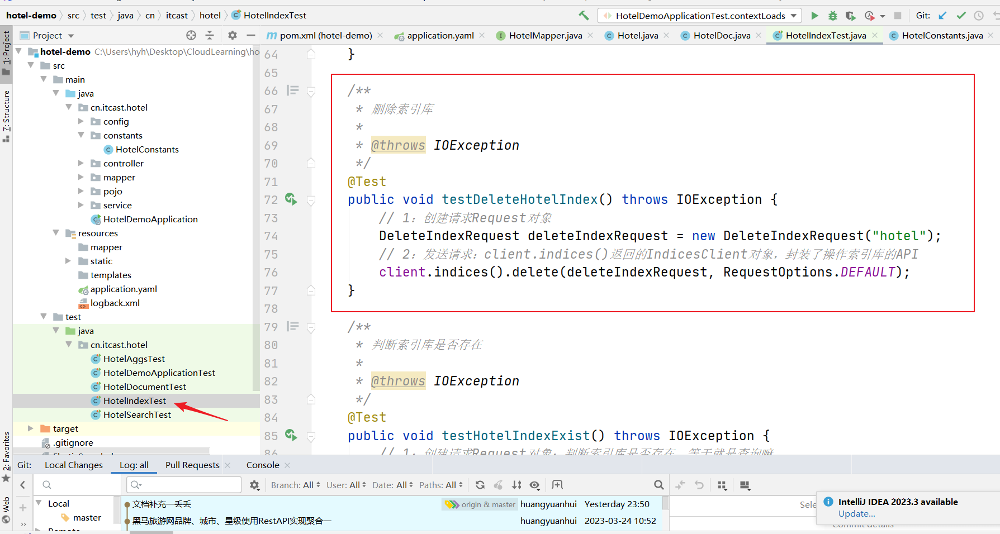 hotel-demo src test java cn itcast hotel HotelIndexTest HotelDemoApplicationTest.contextLoads Git:
Project
pom.xml (hotel-demo) application.yaml HotelMapper.java Hotel.java HotelDoc.java HotelIndexTest.java HotelConstants.java
1: Project
Z: Structure
2: Favorites
Web
hotel-demo C:\Users\hyh\Desktop\CloudLearning\ho
src
main
java
cn.itcast.hotel
config
constants
HotelConstants
controller
mapper
pojo
service
HotelDemoApplication
resources
mapper
static
templates
application.yaml
logback.xml
test
java
cn.itcast.hotel
HotelAggsTest
HotelDemoApplicationTest
HotelDocumentTest
HotelIndexTest
HotelSearchTest
target
.gitignore
64 }
65
66 /**
67 * 删除索引库
68 *
69 * @throws IOException
70 */
71 @Test
72 public void testDeleteHotelIndex() throws IOException {
73 // 1：创建请求Request对象
74 DeleteIndexRequest deleteIndexRequest = new DeleteIndexRequest("hotel");
75 // 2：发送请求：client.indices()返回的IndicesClient对象，封装了操作索引库的API
76 client.indices().delete(deleteIndexRequest, RequestOptions.DEFAULT);
77 }
78
79 /**
80 * 判断索引库是否存在
81 *
82 * @throws IOException
83 */
84 @Test
85 public void testHotelIndexExist() throws IOException {
86 // 1：创建请求Request对象：判断索引库是否存在，等于就是查询嘛
Git: Local Changes Log: all Pull Requests Console
Branch: All User: All Date: All Paths: All
Local
master
Remote
文档补充一丢丢 origin & master huangyuanhui Yesterday 23:50
黑马旅游网品牌、城市、星级使用RestAPI实现聚合一 huangyuanhui 2023-03-24 10:52
Sele
IntelliJ IDEA 2023.3 available
Update...
Commit details